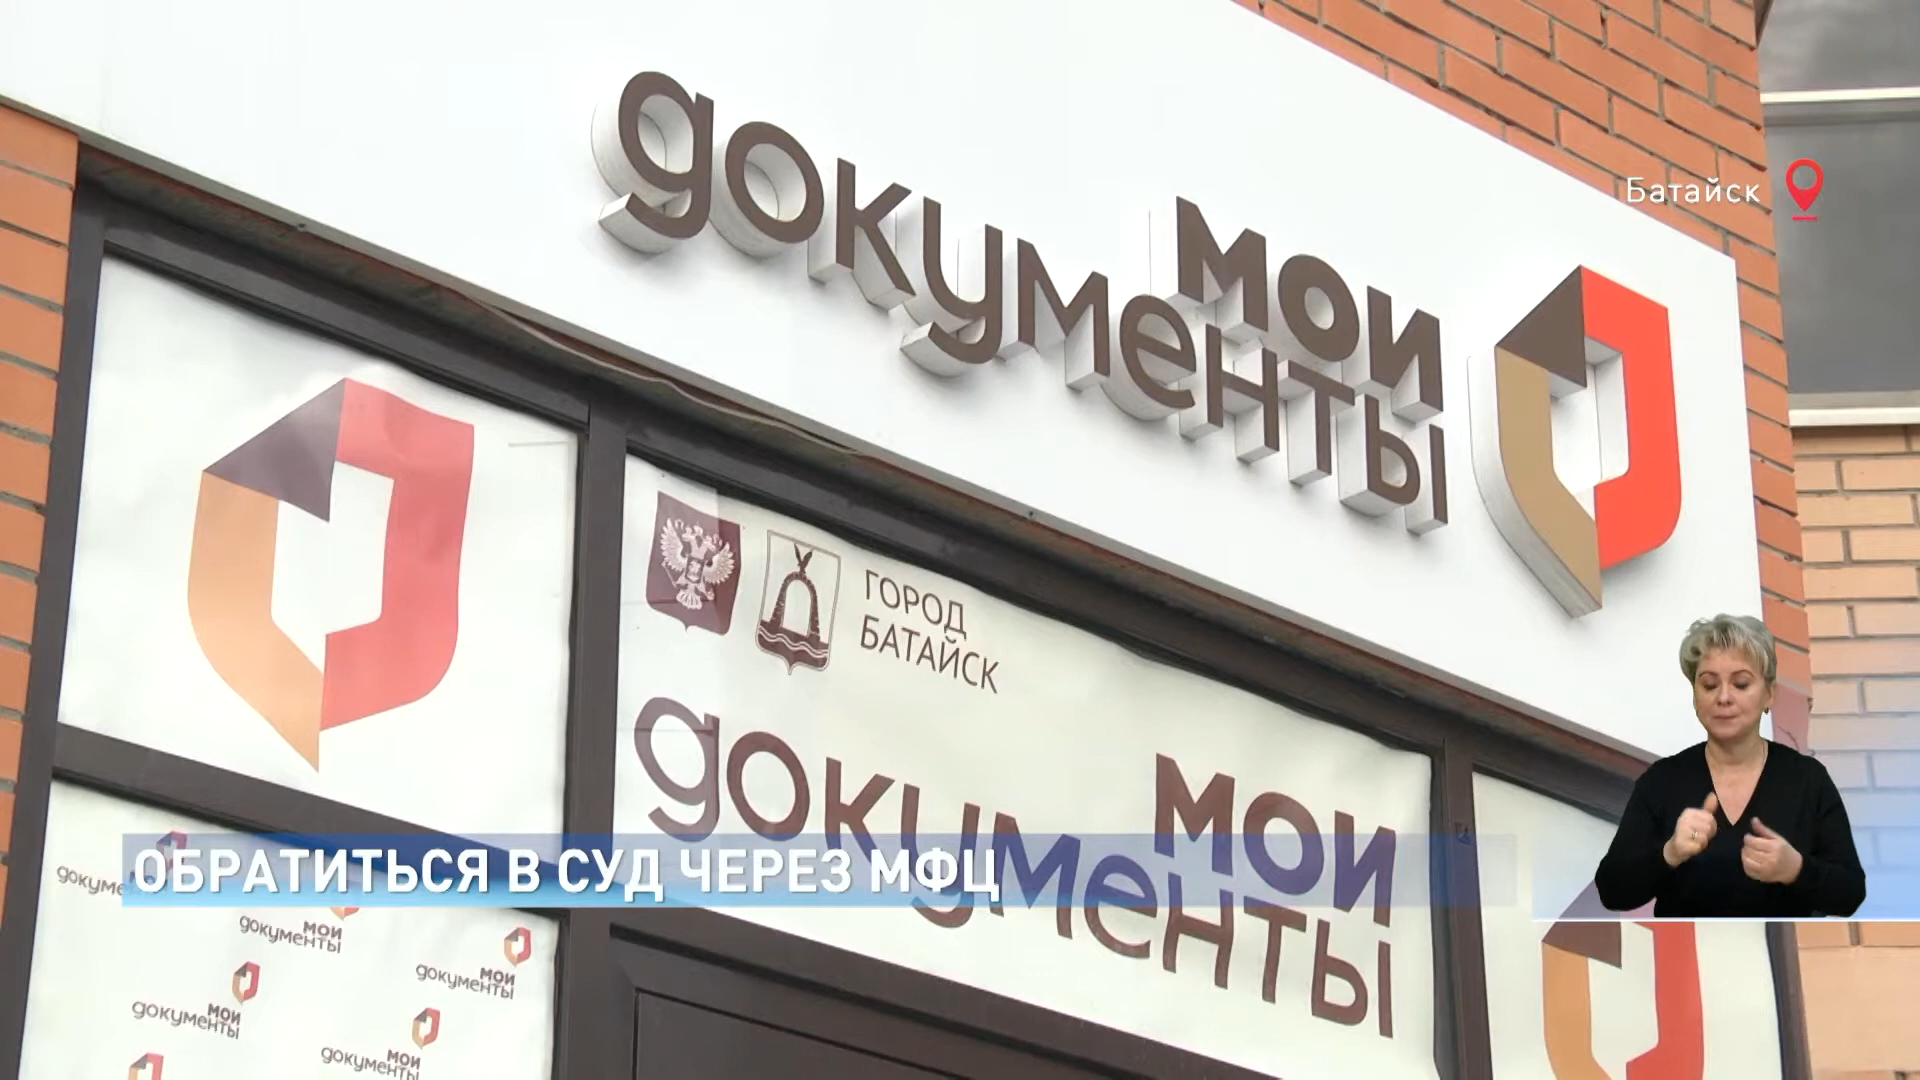 мои
документы
Батайск
ГОРОД
БАТАЙСК
мои
документы
ОБРАТИТЬСЯ В СУД ЧЕРЕЗ МФЦ
докуме
мои
документы
мои
документы
мои
документы
мои
документы